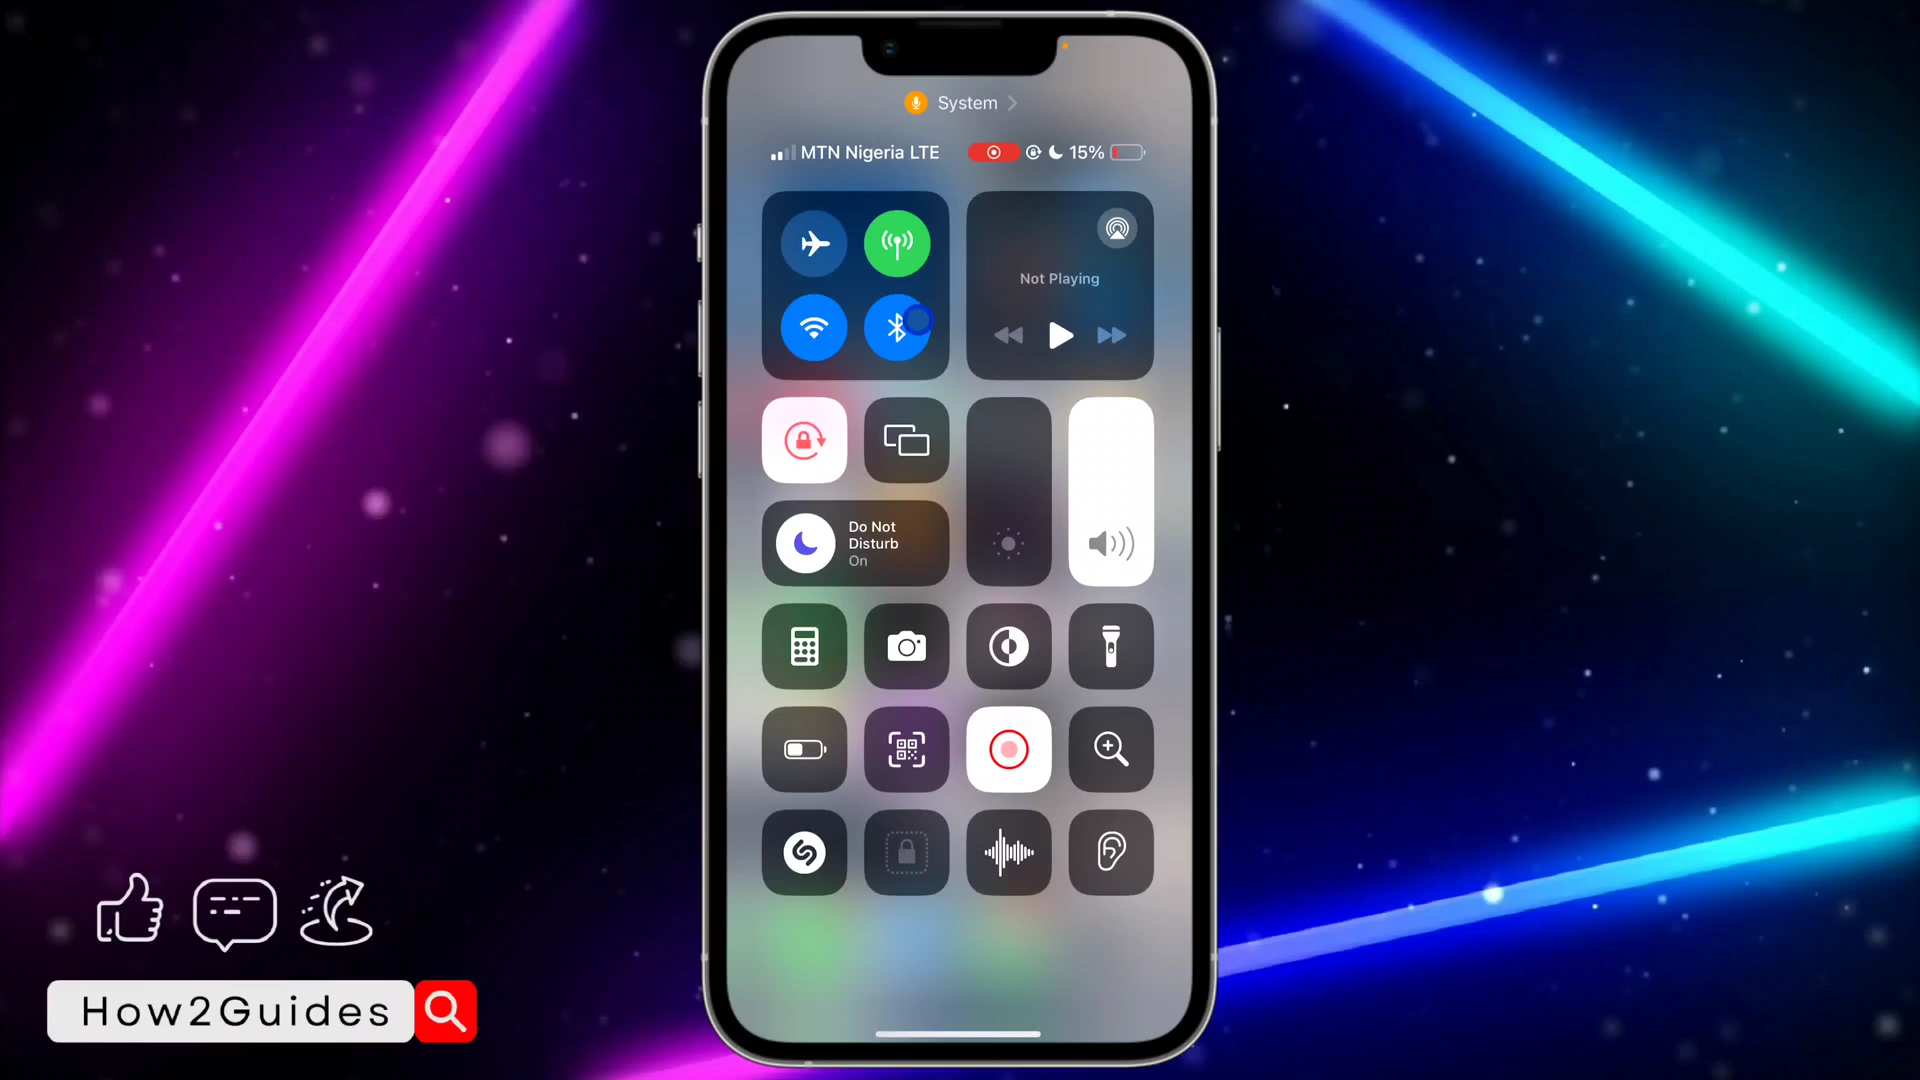 System
MTN Nigeria LTE
15%
Not Playing
Do Not
Disturb
On
How2Guides